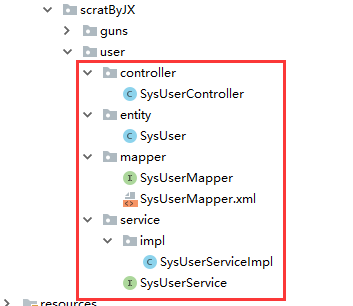 scratByJX
guns
user
controller
SysUserController
entity
SysUser
mapper
SysUserMapper
SysUserMapper.xml
service
impl
SysUserServiceImpl
SysUserService
resources